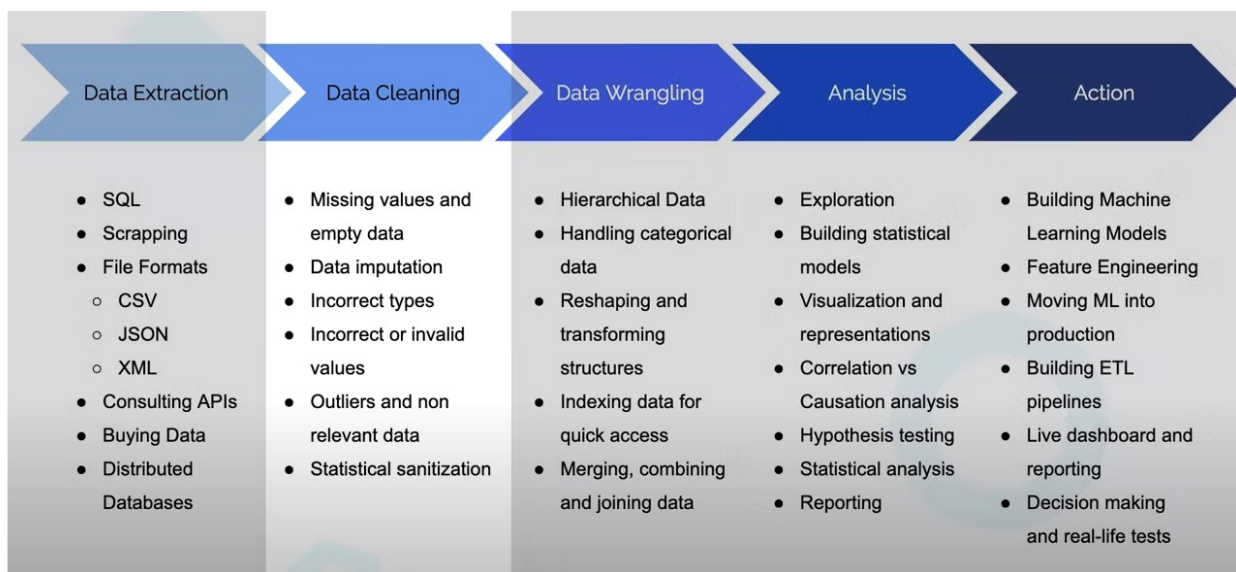 Data Extraction
Data Cleaning
Data Wrangling
Analysis
Action
● SQL
● Scrapping
● File Formats
○ CSV
○ JSON
○ XML
● Consulting APIs
● Buying Data
● Distributed
Databases
● Missing values and
empty data
● Data imputation
● Incorrect types
● Incorrect or invalid
values
● Outliers and non
relevant data
● Statistical sanitization
● Hierarchical Data
● Handling categorical
data
● Reshaping and
transforming
structures
● Indexing data for
quick access
● Merging, combining
and joining data
● Exploration
● Building statistical
models
● Visualization and
representations
● Correlation vs
Causation analysis
● Hypothesis testing
● Statistical analysis
● Reporting
● Building Machine
Learning Models
● Feature Engineering
● Moving ML into
production
● Building ETL
pipelines
● Live dashboard and
reporting
● Decision making
and real-life tests